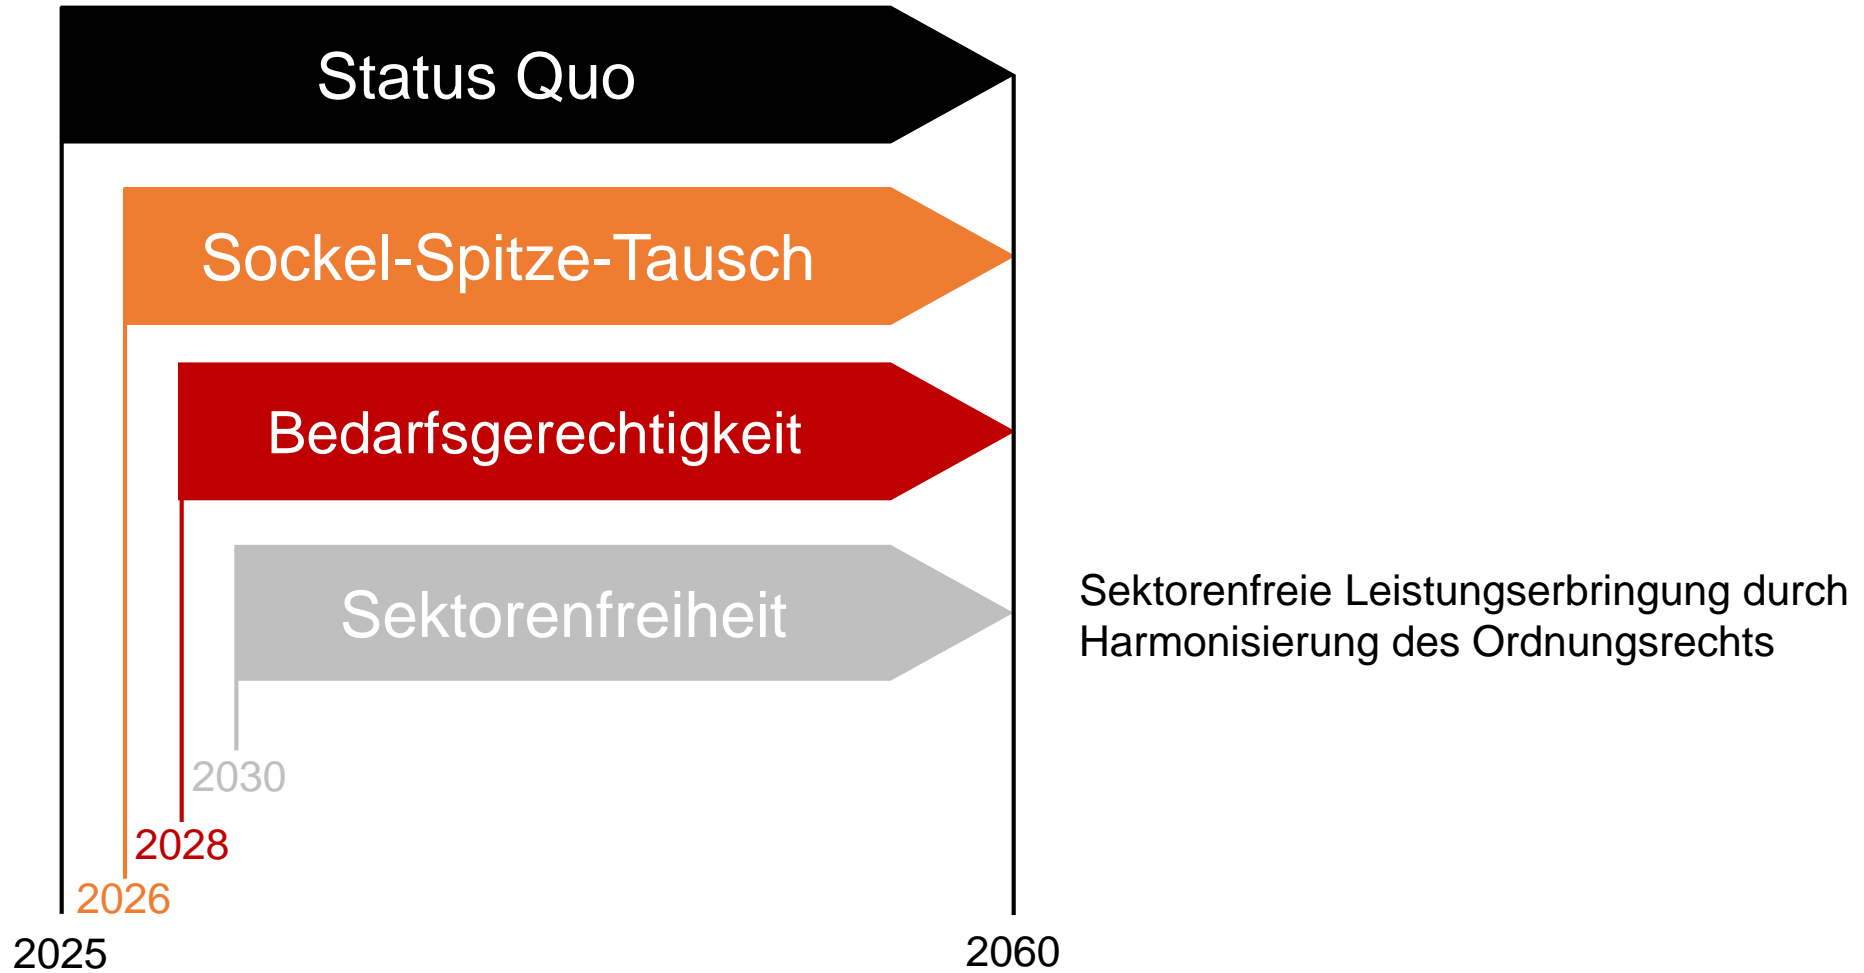 Status Quo
Sockel-Spitze-Tausch
Bedarfsgerechtigkeit
Sektorenfreiheit
Sektorenfreie Leistungserbringung durch
Harmonisierung des Ordnungsrechts
2030
2028
2026
2025
2060